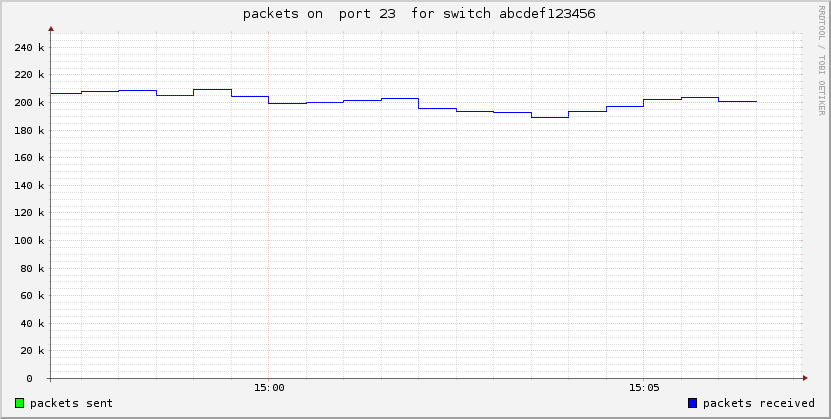 packets on  port 23  for switch abcdef123456
RRDTOOL / TOBI OETIKER
240 k
220 k
200 k
180 k
160 k
140 k
120 k
100 k
80 k
60 k
40 k
20 k
0
15:00 15:05
packets sent packets received